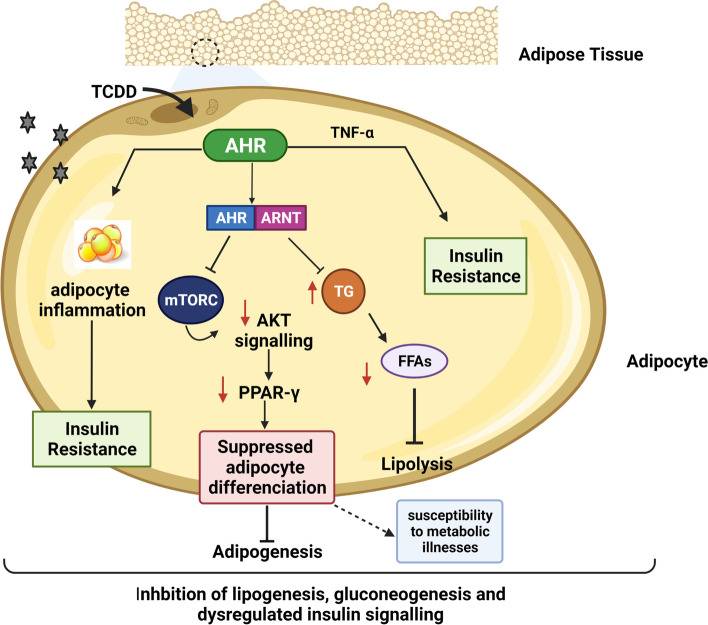 Adipose Tissue
TCDD
AHR
TNF-α
AHR ARNT
Insulin
Resistance
mTORC
TG
adipocyte
inflammation
AKT
signalling
FFAs
Adipocyte
PPAR-γ
Insulin
Resistance
Suppressed
adipocyte
differenciation
Lipolysis
susceptibility
to metabolic
illnesses
Adipogenesis
Inhbition of lipogenesis, gluconeogenesis and
dysregulated insulin signalling